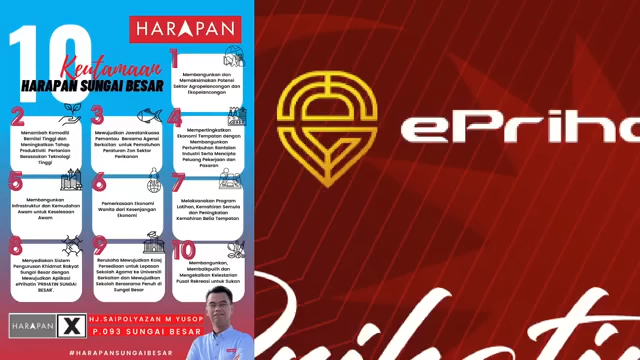 HARAPAN
10
Keutamaan
HARAPAN SUNGAI BESAR
1
Membangunkan dan
Memaksimakan Potensi
Sektor Agropelancongan dan
Ekopelancongan
2
Menambah Komoditi
Bernilai Tinggi dan
Meningkatkan Tahap
Produktiviti Pertanian
Berasaskan Teknologi
Tinggi
3
Mewujudkan Jawatankuasa
Pemantau Bersama Agensi
Berkaitan untuk Pematuhan
Peraturan Zon Sektor
Perikanan
4
Mempertingkatkan
Ekonomi Tempatan dengan
Membangunkan
Pertumbuhan Rantaian
Industri Serta Mencipta
Peluang Pekerjaan dan
Pasaran
5
Membangunkan
Infrastruktur dan Kemudahan
Awam untuk Keselesaan
Awam
6
Pemerkasaan Ekonomi
Wanita dari Kesenjangan
Ekonomi
7
Melaksanakan Program
Latihan, Kemahiran Semula
dan Peningkatan
Kemahiran Belia Tempatan
8
Menyediakan Sistem
Pengurusan Khidmat Rakyat
Sungai Besar dengan
Mewujudkan Aplikasi
ePrihatin 'PRIHATIN SUNGAI
BESAR'.
9
Berusaha Mewujudkan Kolej
Persediaan untuk Lepasan
Sekolah Agama ke Universiti
Berkaitan dan Mewujudkan
Sekolah Berasrama Penuh di
Sungai Besar
10
Membangunkan,
Membaikpulih dan
Mengekalkan Kelestarian
Pusat Rekreasi untuk Sukan
HARAPAN X
HJ.SAIPOLYAZAN M YUSOP
P.093 SUNGAI BESAR
#HARAPANSUNGAIBESAR
ePriha
Prihatin